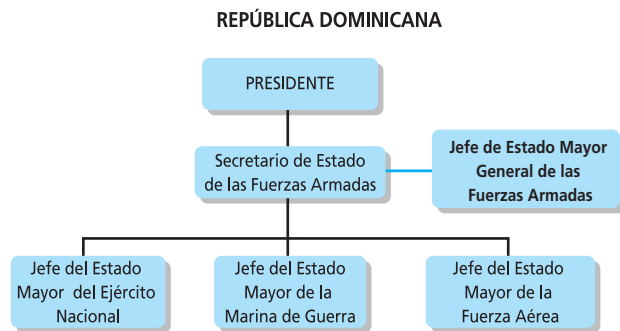 REPÚBLICA DOMINICANA
PRESIDENTE
Secretario de Estado
de las Fuerzas Armadas
Jefe de Estado Mayor
General de las
Fuerzas Armadas
Jefe del Estado
Mayor del Ejército
Nacional
Jefe del Estado
Mayor de la
Marina de Guerra
Jefe del Estado
Mayor de la
Fuerza Aérea